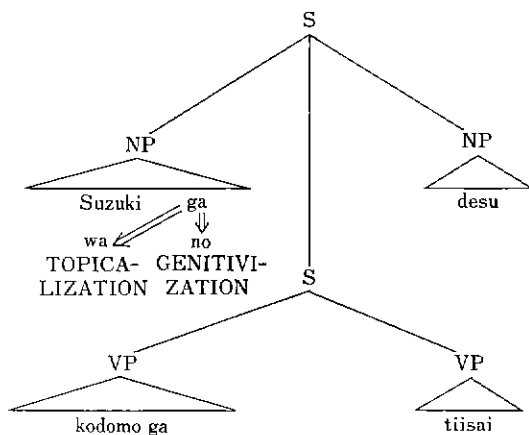 S
NP NP
Suzuki ga desu
wa no
TOPICA- GENITIVI-
LIZATION ZATION
S
VP VP
kodomo ga tiisai